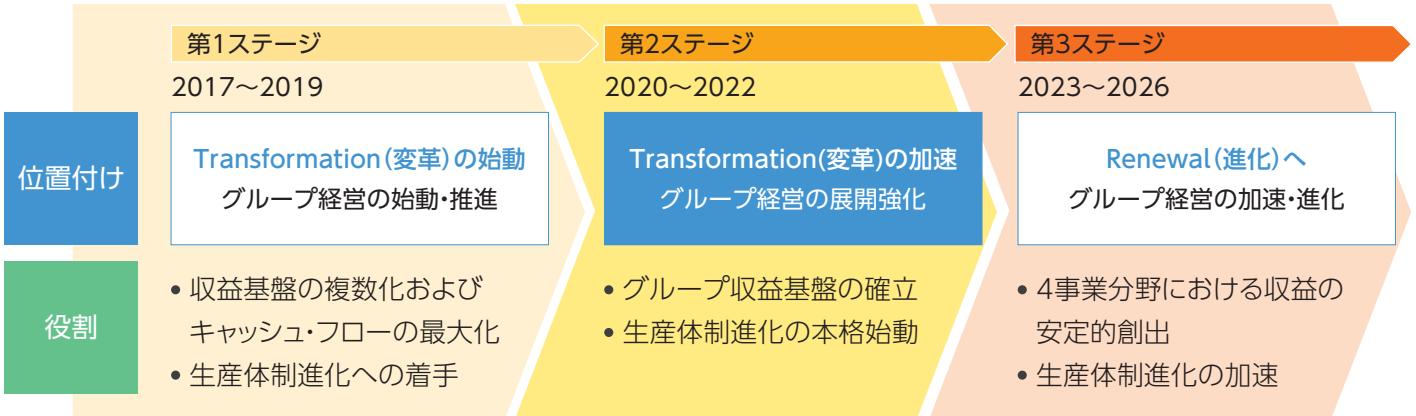 第1ステージ
第2ステージ
第3ステージ
2017～2019
2020～2022
2023～2026
位置付け
Transformation（変革）の始動
グループ経営の始動・推進
Transformation(変革)の加速
グループ経営の展開強化
Renewal（進化）へ
グループ経営の加速・進化
役割
• 収益基盤の複数化および
キャッシュ・フローの最大化
• 生産体制進化への着手
• グループ収益基盤の確立
• 生産体制進化の本格始動
• 4事業分野における収益の
安定的創出
• 生産体制進化の加速